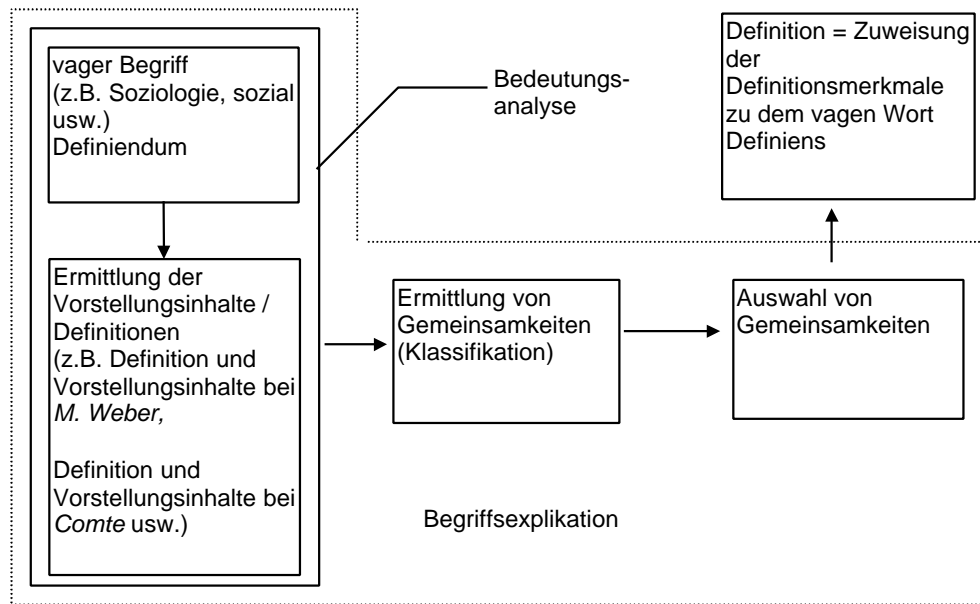 vager Begriff
(z.B. Soziologie, sozial
usw.)
Definiendum
Bedeutungs-
analyse
Definition = Zuweisung
der
Definitionsmerkmale
zu dem vagen Wort
Definiens
Ermittlung der
Vorstellungsinhalte /
Definitionen
(z.B. Definition und
Vorstellungsinhalte bei
M. Weber,
Definition und
Vorstellungsinhalte bei
Comte usw.)
Ermittlung von
Gemeinsamkeiten
(Klassifikation)
Auswahl von
Gemeinsamkeiten
Begriffsexplikation